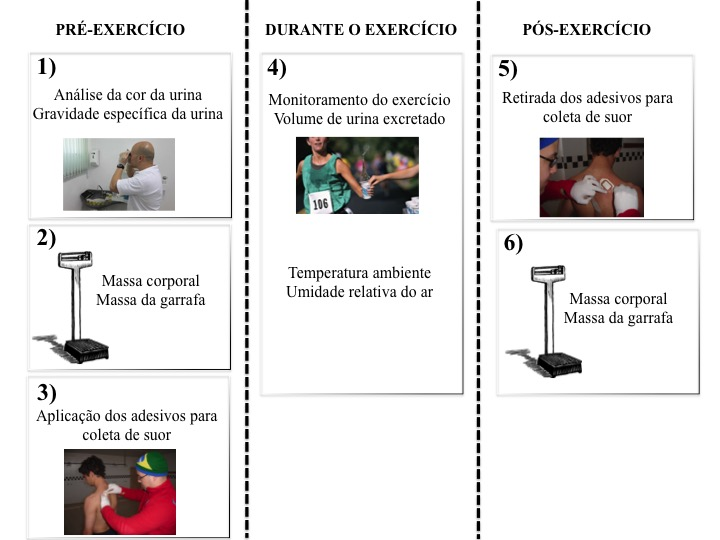 PRÉ-EXERCÍCIO
1)
Análise da cor da urina
Gravidade específica da urina
2)
Massa corporal
Massa da garrafa
3)
Aplicação dos adesivos para
coleta de suor
DURANTE O EXERCÍCIO
4)
Monitoramento do exercício
Volume de urina excretado
106
Temperatura ambiente
Umidade relativa do ar
PÓS-EXERCÍCIO
5)
Retirada dos adesivos para
coleta de suor
6)
Massa corporal
Massa da garrafa